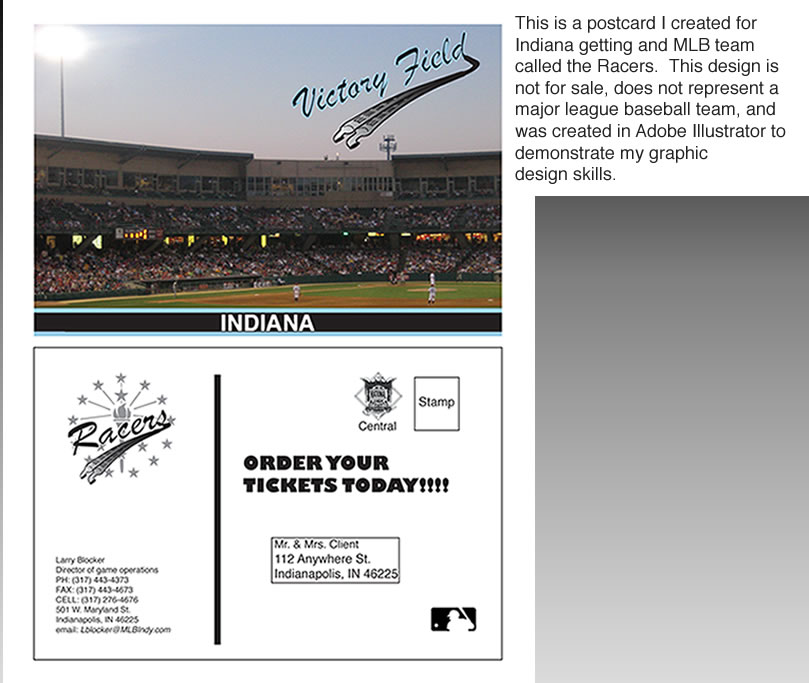 This is a postcard I created for
Indiana getting and MLB team
called the Racers.  This design is
not for sale, does not represent a
major league baseball team, and
was created in Adobe Illustrator to
demonstrate my graphic
design skills.
Victory Field
INDIANA
Racers
Central
Stamp
ORDER YOUR
TICKETS TODAY!!!!
Mr. & Mrs. Client
112 Anywhere St.
Indianapolis, IN 46225
Larry Blocker
Director of game operations
PH: (317) 443-4373
FAX: (317) 443-4673
CELL: (317) 276-4676
501 W. Maryland St.
Indianapolis, IN 46225
email: Lblocker@MLBIndy.com